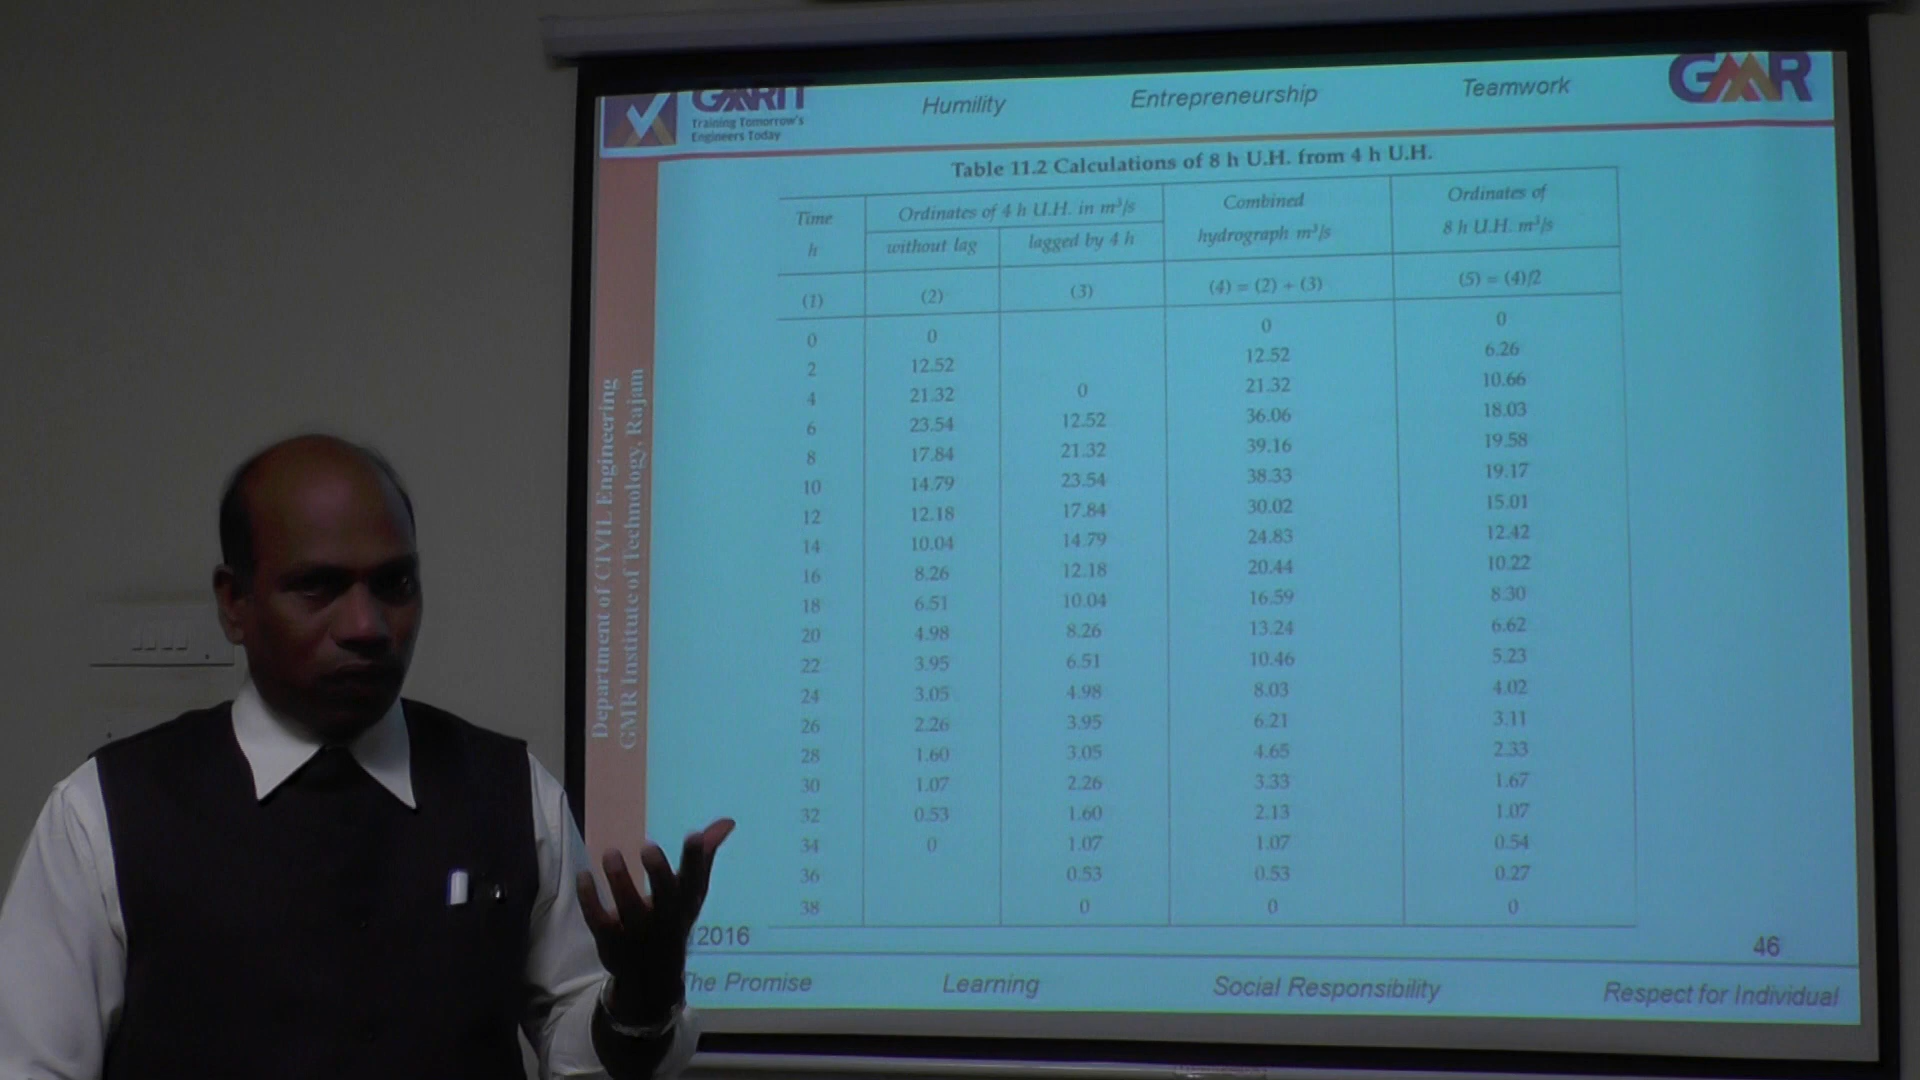 GMRIT
Training Tomorrow's
Engineers Today
Humility Entrepreneurship Teamwork
GMR
Department of CIVIL Engineering
GMR Institute of Technology, Rajam
Table 11.2 Calculations of 8 h U.H. from 4 h U.H.
Time h Ordinates of 4 h U.H. in m³/s Combined hydrograph m³/s Ordinates of 8 h U.H. m³/s
without lag lagged by 4 h
(1) (2) (3) (4) = (2) + (3) (5) = (4)/2
0 0 0 0
2 12.52 12.52 6.26
4 21.32 0 21.32 10.66
6 23.54 12.52 36.06 18.03
8 17.84 21.32 39.16 19.58
10 14.79 23.54 38.33 19.17
12 12.18 17.84 30.02 15.01
14 10.04 14.79 24.83 12.42
16 8.26 12.18 20.44 10.22
18 6.51 10.04 16.59 8.30
20 4.98 8.26 13.24 6.62
22 3.95 6.51 10.46 5.23
24 3.05 4.98 8.03 4.02
26 2.26 3.95 6.21 3.11
28 1.60 3.05 4.65 2.33
30 1.07 2.26 3.33 1.67
32 0.53 1.60 2.13 1.07
34 0 1.07 1.07 0.54
36 0.53 0.53 0.27
38 0 0 0
2016 46
The Promise Learning Social Responsibility Respect for Individual